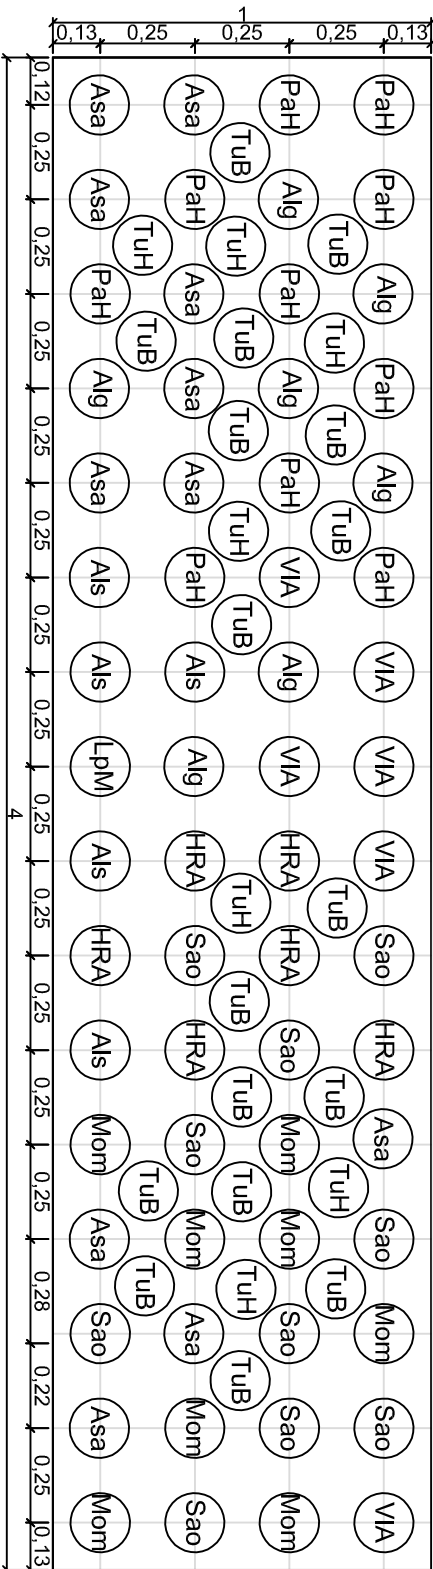 1
0,13 0,25 0,25 0,25 0,13
0,12
Asa Asa PaH PaH
0,25 TuB
Asa PaH Alg PaH
0,25 TuH TuH TuB
PaH Asa PaH Alg
0,25 TuB TuB TuH
Alg Asa Alg PaH
0,25 TuB TuB
Asa Asa PaH Alg
0,25 TuH TuB
Als PaH VIA PaH
0,25 TuB
Als Als Alg VIA
0,25
LpM Alg VIA VIA
4 0,25
Als HRA HRA VIA
0,25 TuH TuB
HRA Sao HRA Sao
0,25 TuB
Als HRA Sao HRA
0,25 TuB TuB
Mom Sao Mom Asa
0,25 TuB TuB TuH
Asa Mom Mom Sao
0,28 TuB TuH TuB
Sao Asa Sao Mom
0,22 TuB
Asa Mom Sao Sao
0,25
Mom Sao Mom VIA
0,13